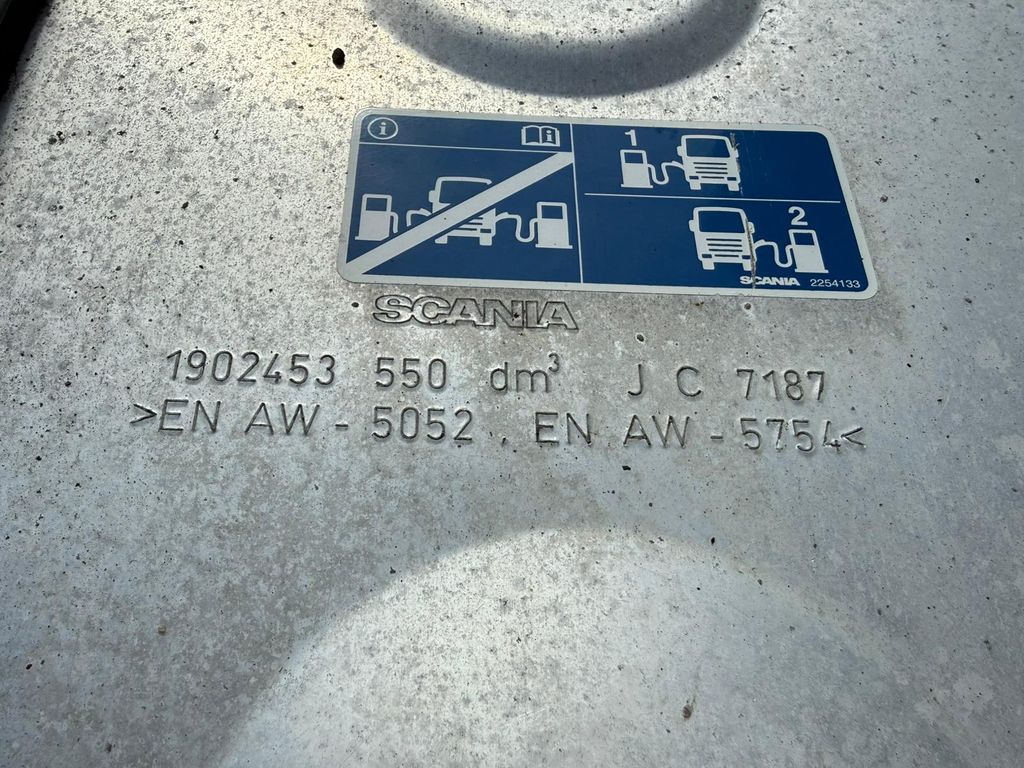 1
2
SCANIA 2254133
SCANIA
1902453 550 dm³ J C 7187
>EN AW - 5052 , EN AW - 5754<